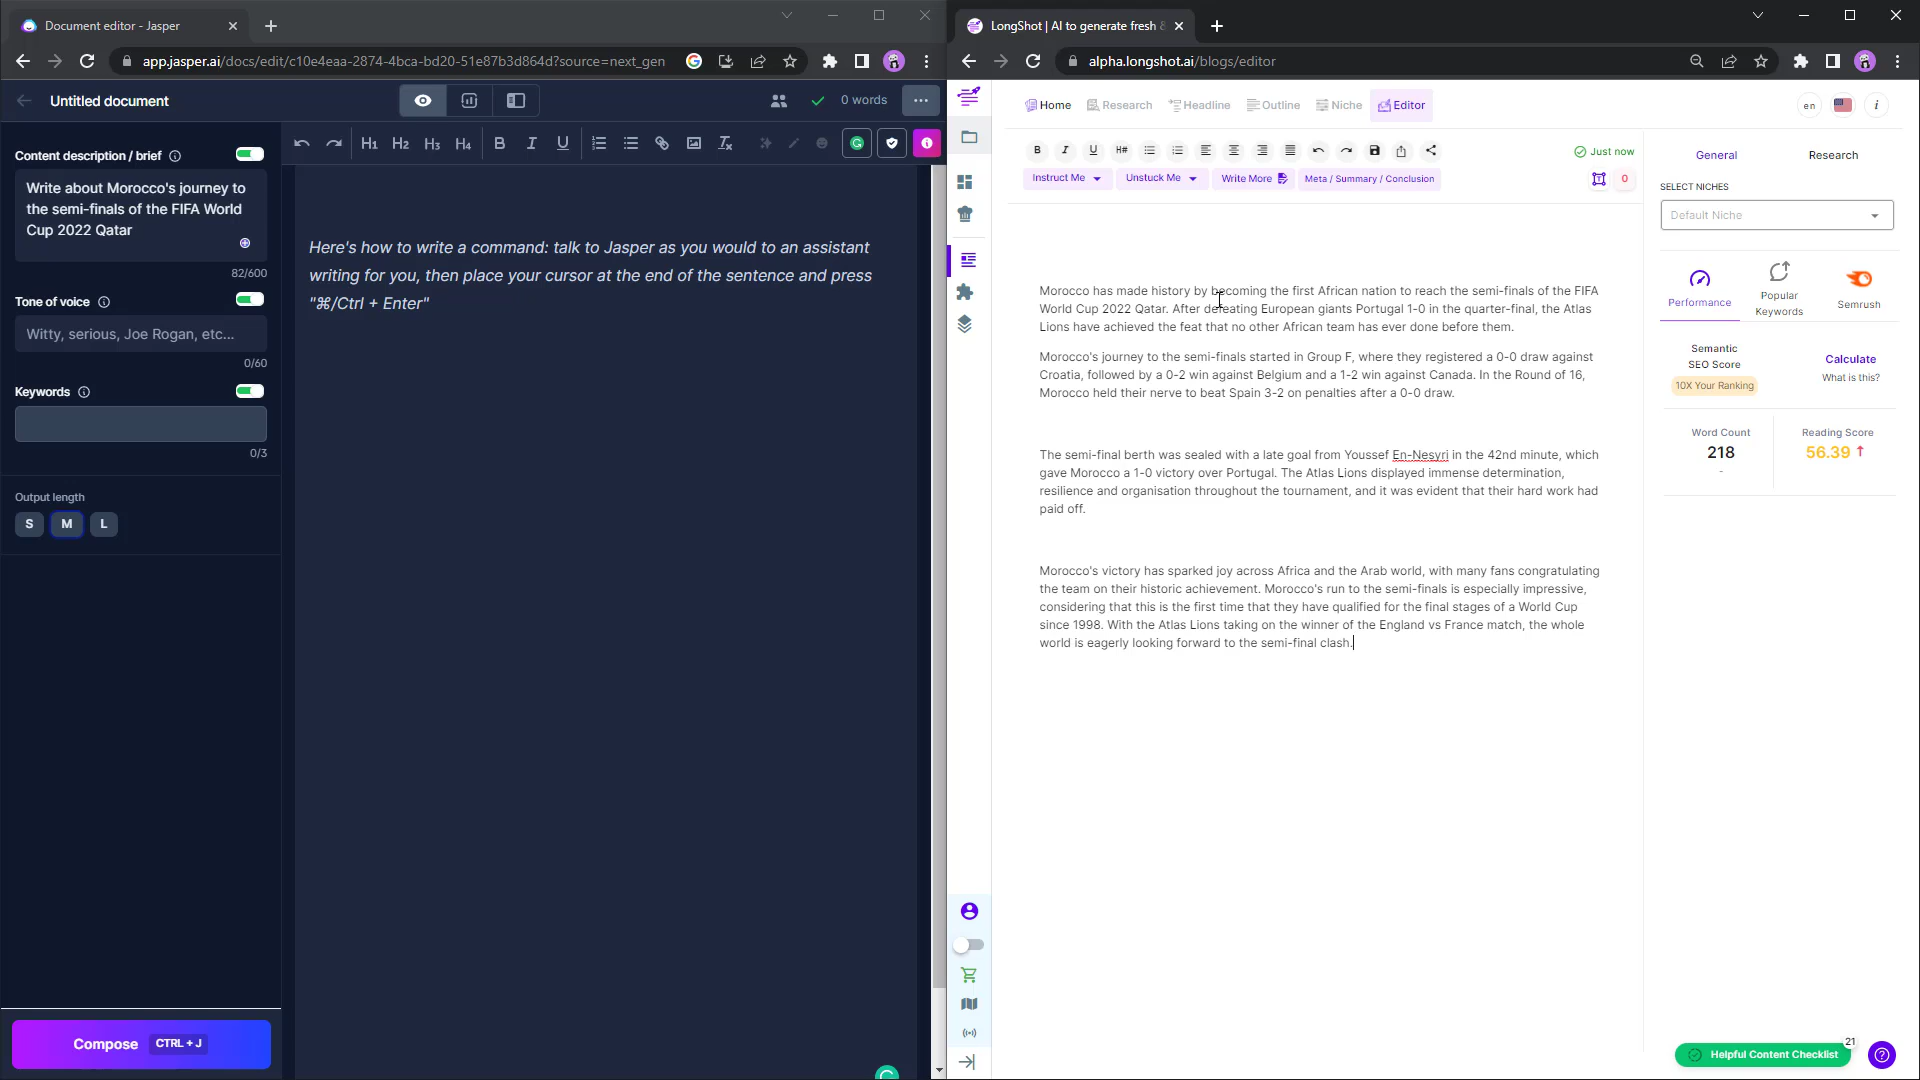 Document editor - Jasper
app.jasper.ai/docs/edit/c10e4eaa-2874-4bca-bd20-51e87b3d864d?source=next_gen
Untitled document
0 words
H1 H2 H3 H4 B I U
Content description / brief
Write about Morocco's journey to
the semi-finals of the FIFA World
Cup 2022 Qatar
82/600
Tone of voice
Witty, serious, Joe Rogan, etc...
0/60
Keywords
0/3
Output length
S M L
Compose CTRL + J
Here's how to write a command: talk to Jasper as you would to an assistant
writing for you, then place your cursor at the end of the sentence and press
"⌘/Ctrl + Enter"
LongShot | AI to generate fresh &
alpha.longshot.ai/blogs/editor
Home Research Headline Outline Niche Editor
en
i
B I U H#
Just now
Instruct Me Unstuck Me Write More Meta / Summary / Conclusion
0
Morocco has made history by becoming the first African nation to reach the semi-finals of the FIFA
World Cup 2022 Qatar. After defeating European giants Portugal 1-0 in the quarter-final, the Atlas
Lions have achieved the feat that no other African team has ever done before them.
Morocco's journey to the semi-finals started in Group F, where they registered a 0-0 draw against
Croatia, followed by a 0-2 win against Belgium and a 1-2 win against Canada. In the Round of 16,
Morocco held their nerve to beat Spain 3-2 on penalties after a 0-0 draw.
The semi-final berth was sealed with a late goal from Youssef En-Nesyri in the 42nd minute, which
gave Morocco a 1-0 victory over Portugal. The Atlas Lions displayed immense determination,
resilience and organisation throughout the tournament, and it was evident that their hard work had
paid off.
Morocco's victory has sparked joy across Africa and the Arab world, with many fans congratulating
the team on their historic achievement. Morocco's run to the semi-finals is especially impressive,
considering that this is the first time that they have qualified for the final stages of a World Cup
since 1998. With the Atlas Lions taking on the winner of the England vs France match, the whole
world is eagerly looking forward to the semi-final clash.
General Research
SELECT NICHES
Default Niche
Performance
Popular
Keywords
Semrush
Semantic
SEO Score
10X Your Ranking
Calculate
What is this?
Word Count
218
-
Reading Score
56.39
Helpful Content Checklist
21